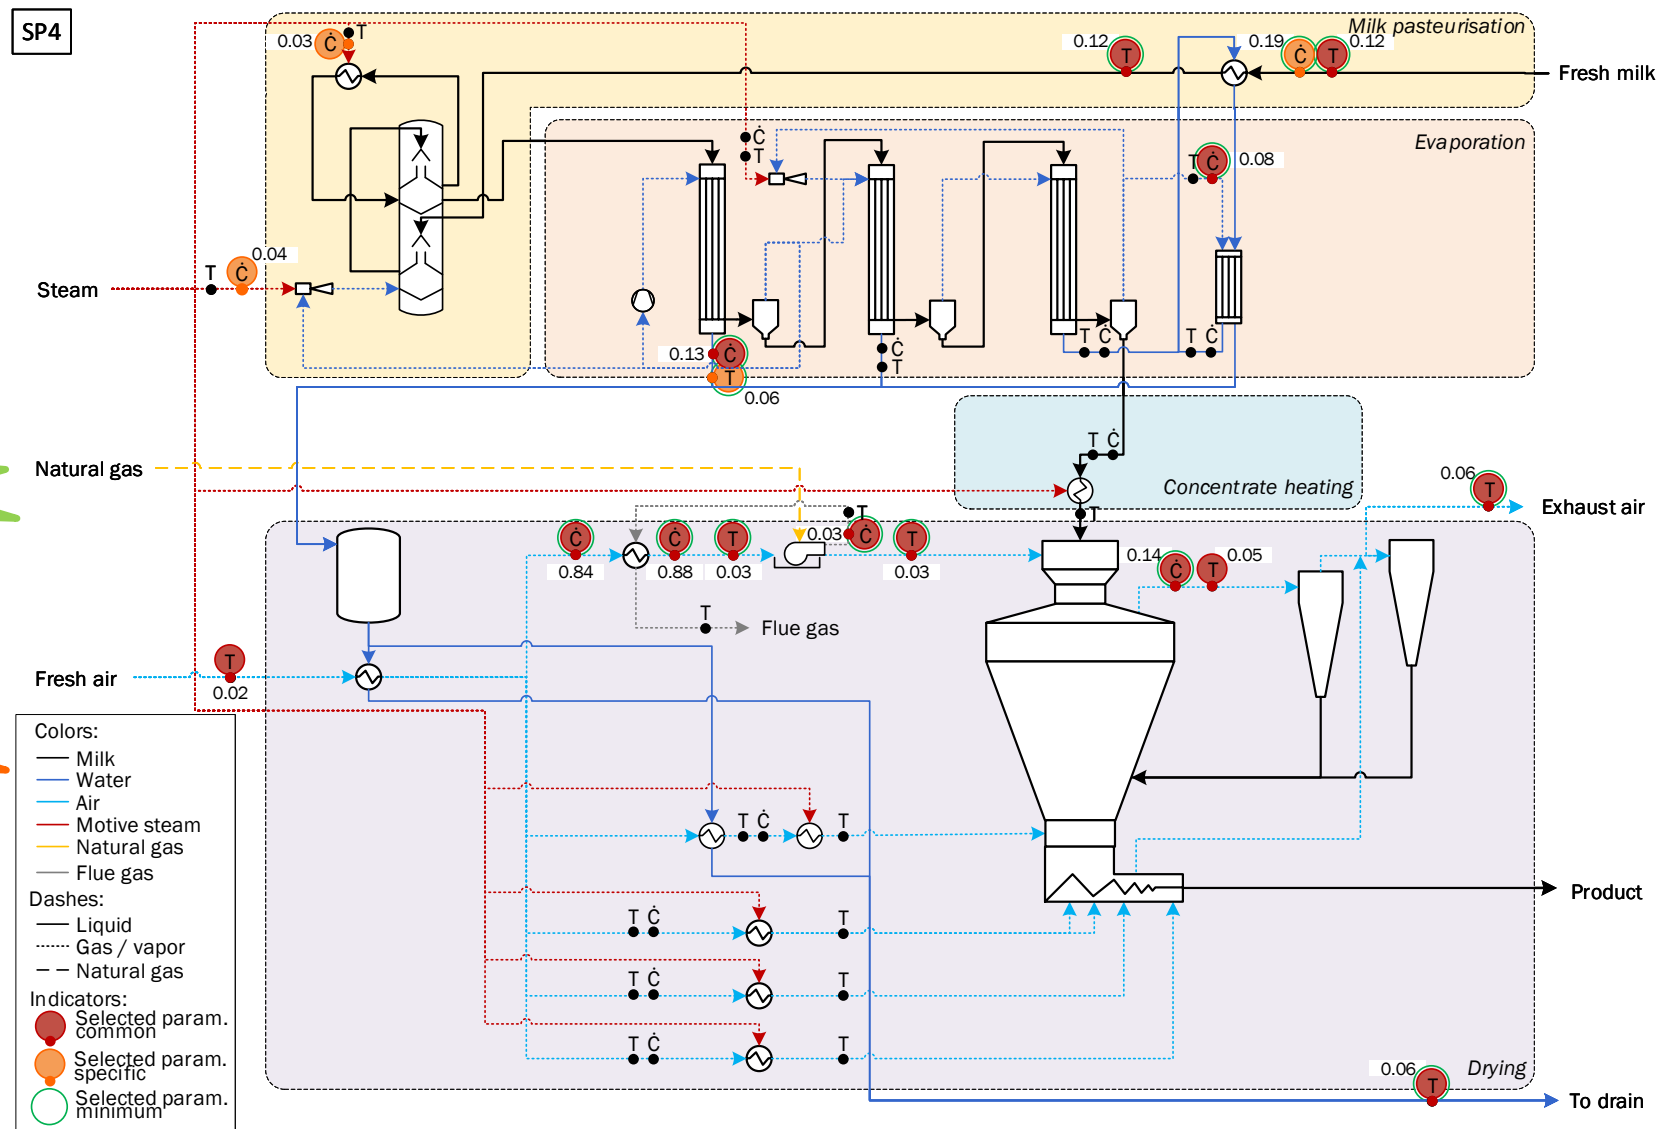 SP4
Milk pasteurisation
0.03 Ċ T
0.12 T
0.19 Ċ T 0.12
Fresh milk
Evaporation
Ċ
T
T Ċ 0.08
0.04
T Ċ
Steam
0.13 Ċ
T
0.06
Ċ
T
T Ċ
T Ċ
T Ċ
Natural gas
Concentrate heating
T
0.06
T
Exhaust air
Ċ
0.84
Ċ
0.88
T
0.03
0.03 Ċ T
T
0.03
0.14 Ċ T 0.05
T
Flue gas
Fresh air
T
0.02
Colors:
Milk
Water
Air
Motive steam
Natural gas
Flue gas
Dashes:
Liquid
Gas / vapor
Natural gas
Indicators:
Selected param.
common
Selected param.
specific
Selected param.
minimum
T Ċ T
T Ċ T
T Ċ T
T Ċ T
Product
0.06 T
Drying
To drain